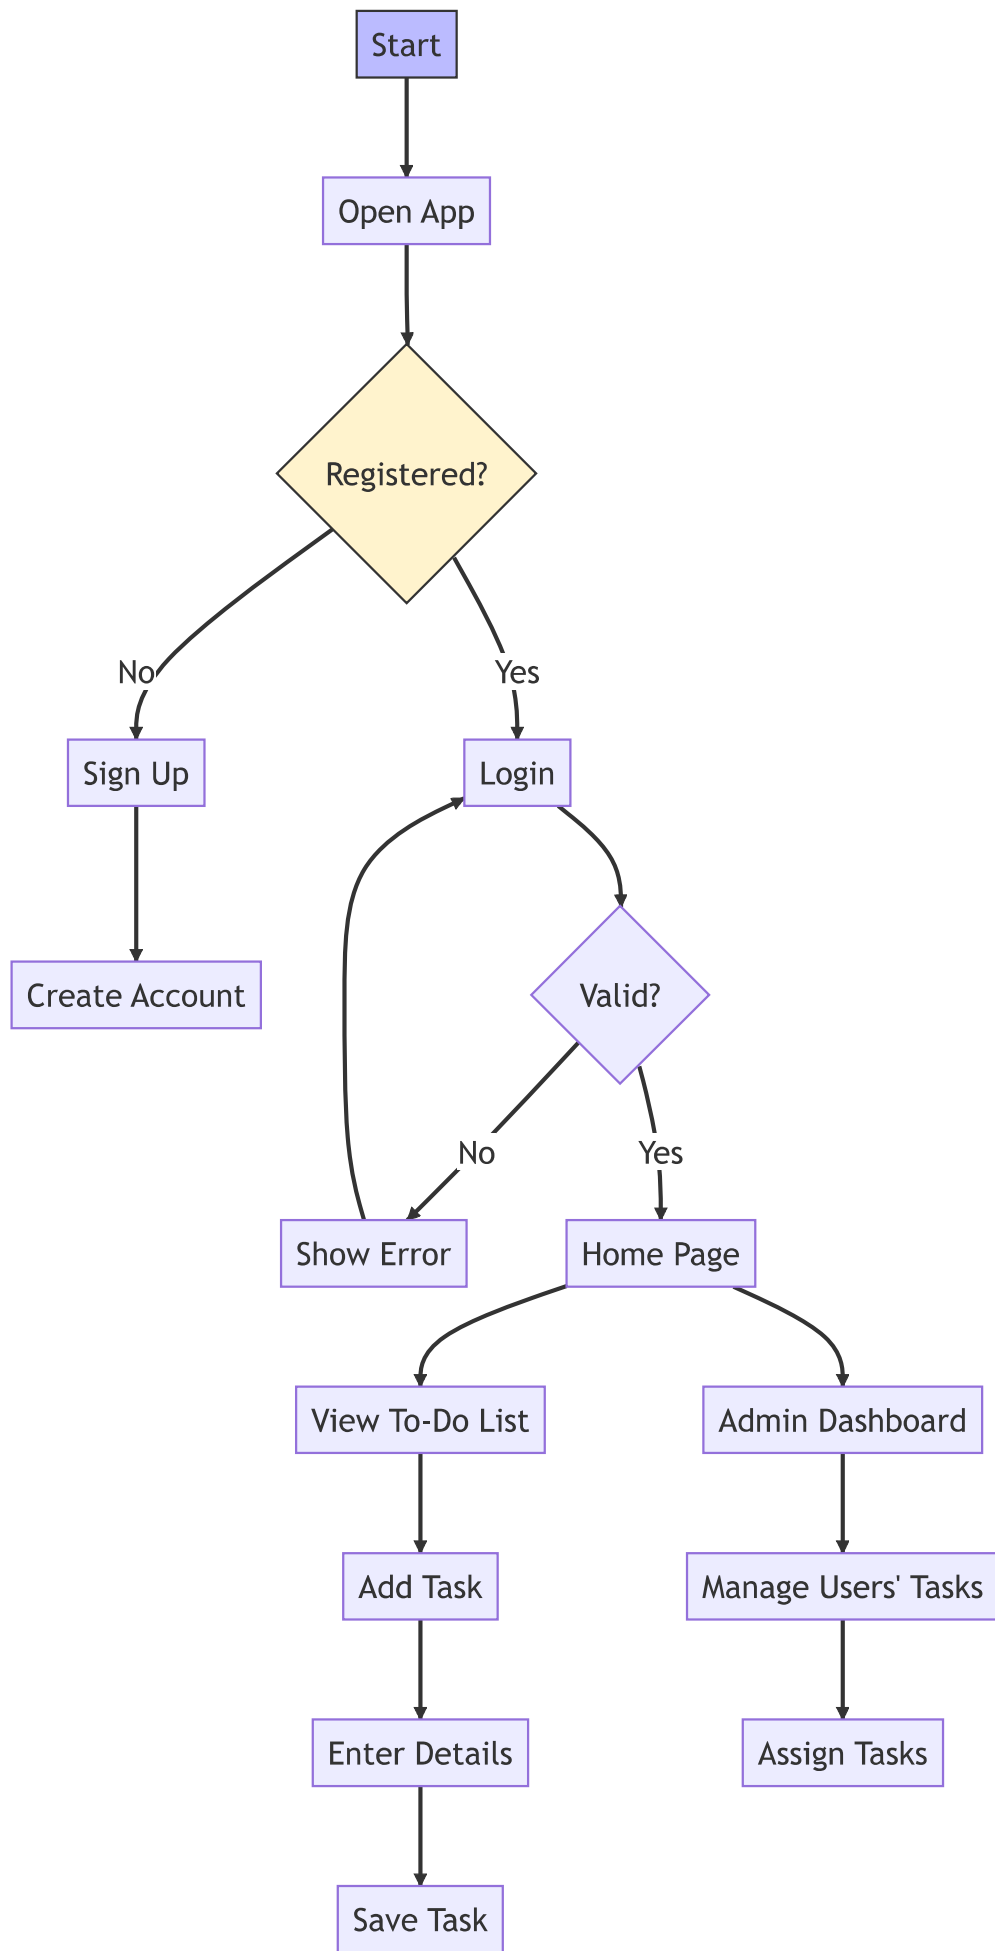 Start
Open App
Registered?
No
Yes
Sign Up
Login
Create Account
Valid?
No
Yes
Show Error
Home Page
View To-Do List
Admin Dashboard
Add Task
Manage Users' Tasks
Enter Details
Assign Tasks
Save Task